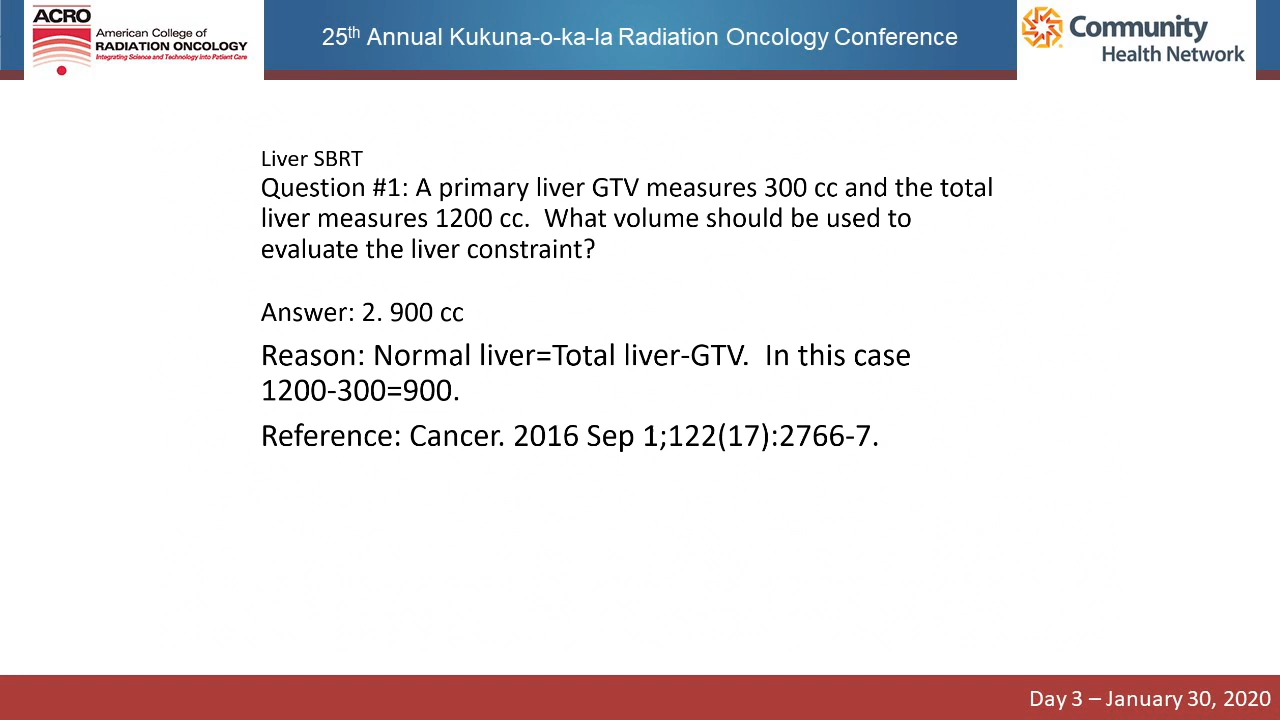 ACRO
American College of
RADIATION ONCOLOGY
Integrating Science and Technology Into Patient Care
25th Annual Kukuna-o-ka-la Radiation Oncology Conference
Community
Health Network
Liver SBRT
Question #1: A primary liver GTV measures 300 cc and the total
liver measures 1200 cc.  What volume should be used to
evaluate the liver constraint?
Answer: 2. 900 cc
Reason: Normal liver=Total liver-GTV.  In this case
1200-300=900.
Reference: Cancer. 2016 Sep 1;122(17):2766-7.
Day 3 – January 30, 2020